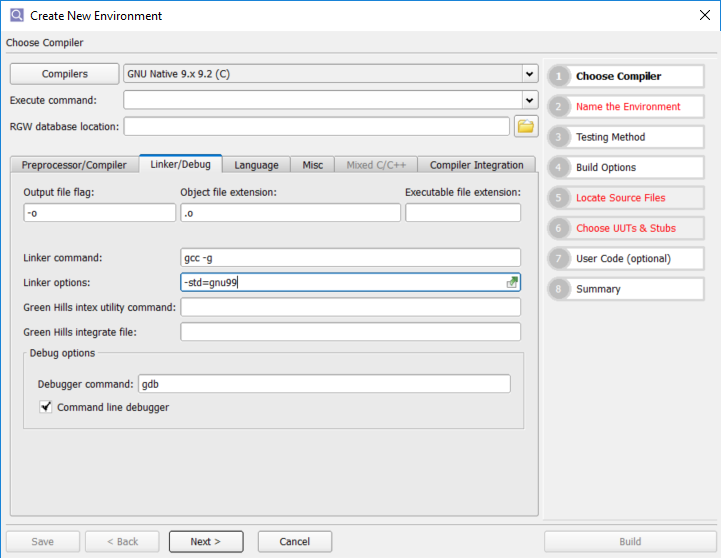 Create New Environment
Choose Compiler
Compilers
GNU Native 9.x 9.2 (C)
Execute command:
RGW database location:
Preprocessor/Compiler
Linker/Debug
Language
Misc
Mixed C/C++
Compiler Integration
Output file flag:
Object file extension:
Executable file extension:
-o
.o
Linker command:
gcc -g
Linker options:
-std=gnu99
Green Hills intex utility command:
Green Hills integrate file:
Debug options
Debugger command:
gdb
Command line debugger
1 Choose Compiler
2 Name the Environment
3 Testing Method
4 Build Options
5 Locate Source Files
6 Choose UUTs & Stubs
7 User Code (optional)
8 Summary
Save
< Back
Next >
Cancel
Build